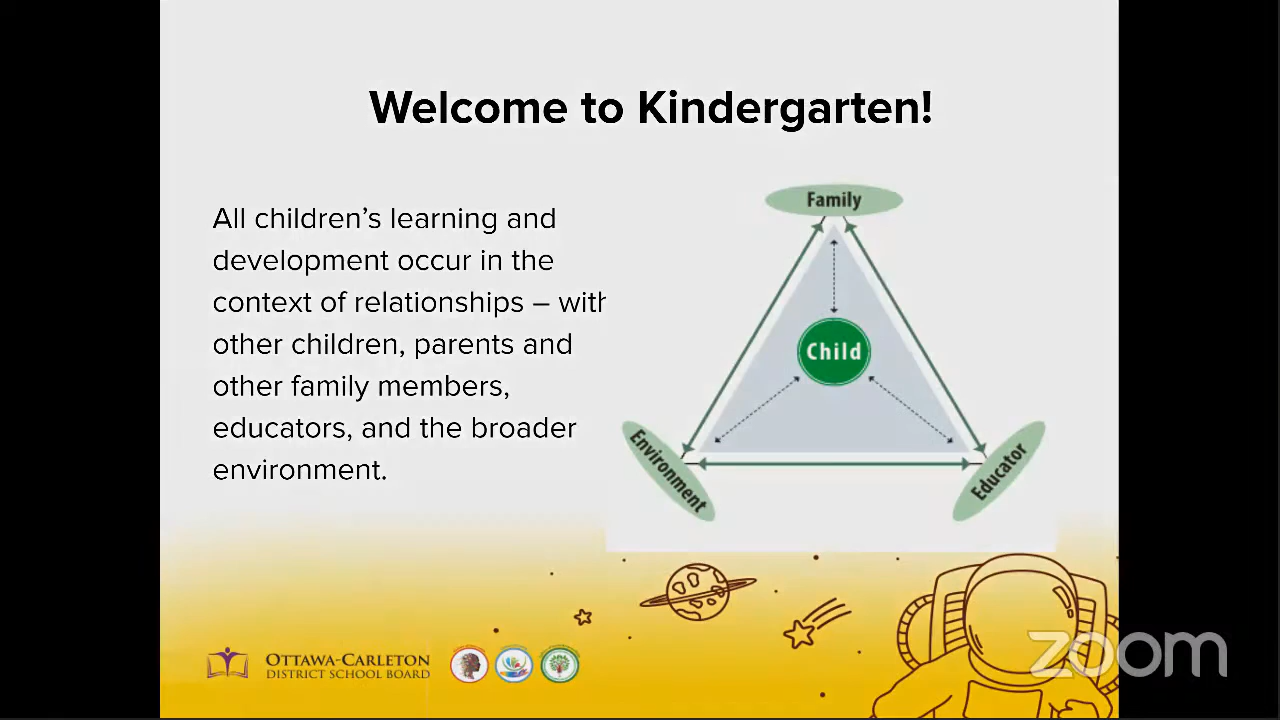 Welcome to Kindergarten!
All children's learning and
development occur in the
context of relationships – with
other children, parents and
other family members,
educators, and the broader
environment.
Family
Child
Environment
Educator
OTTAWA-CARLETON
DISTRICT SCHOOL BOARD
zoom